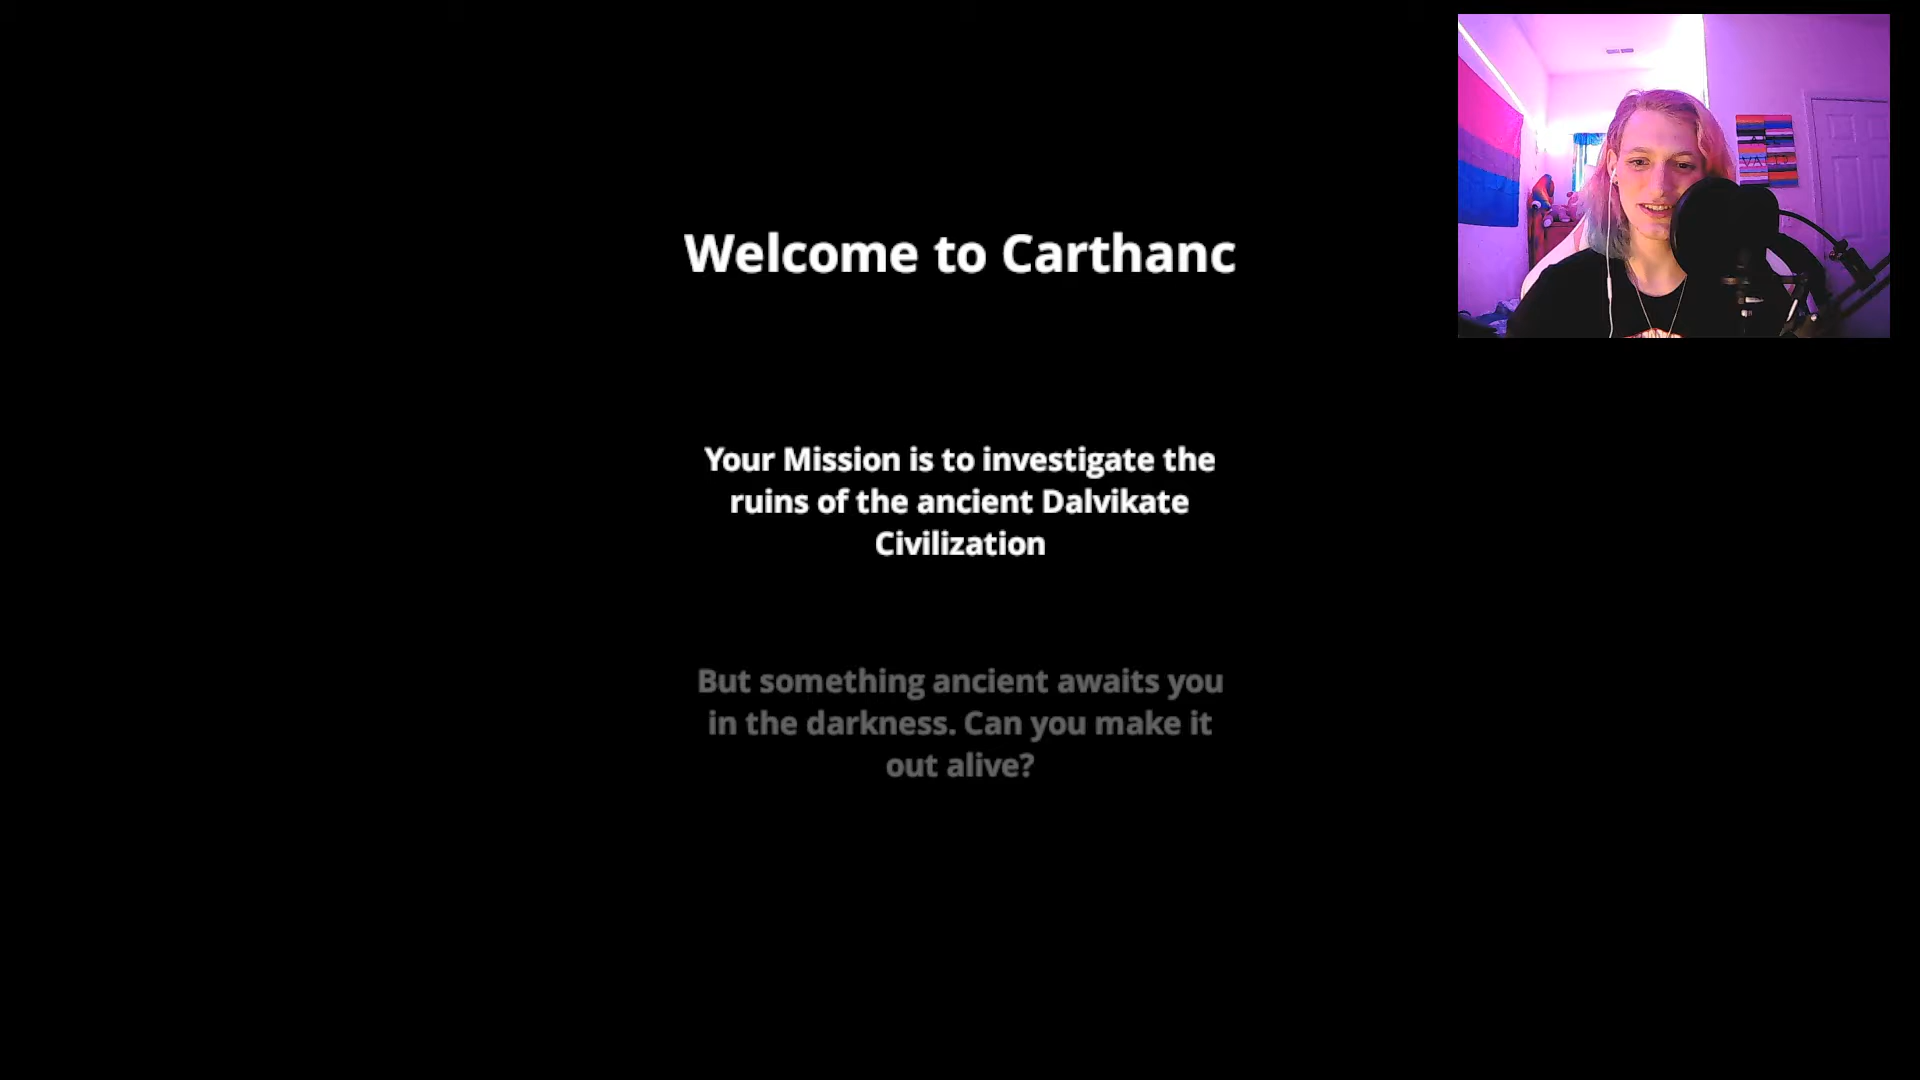 Welcome to Carthanc
Your Mission is to investigate the
ruins of the ancient Dalvikate
Civilization
But something ancient awaits you
in the darkness. Can you make it
out alive?